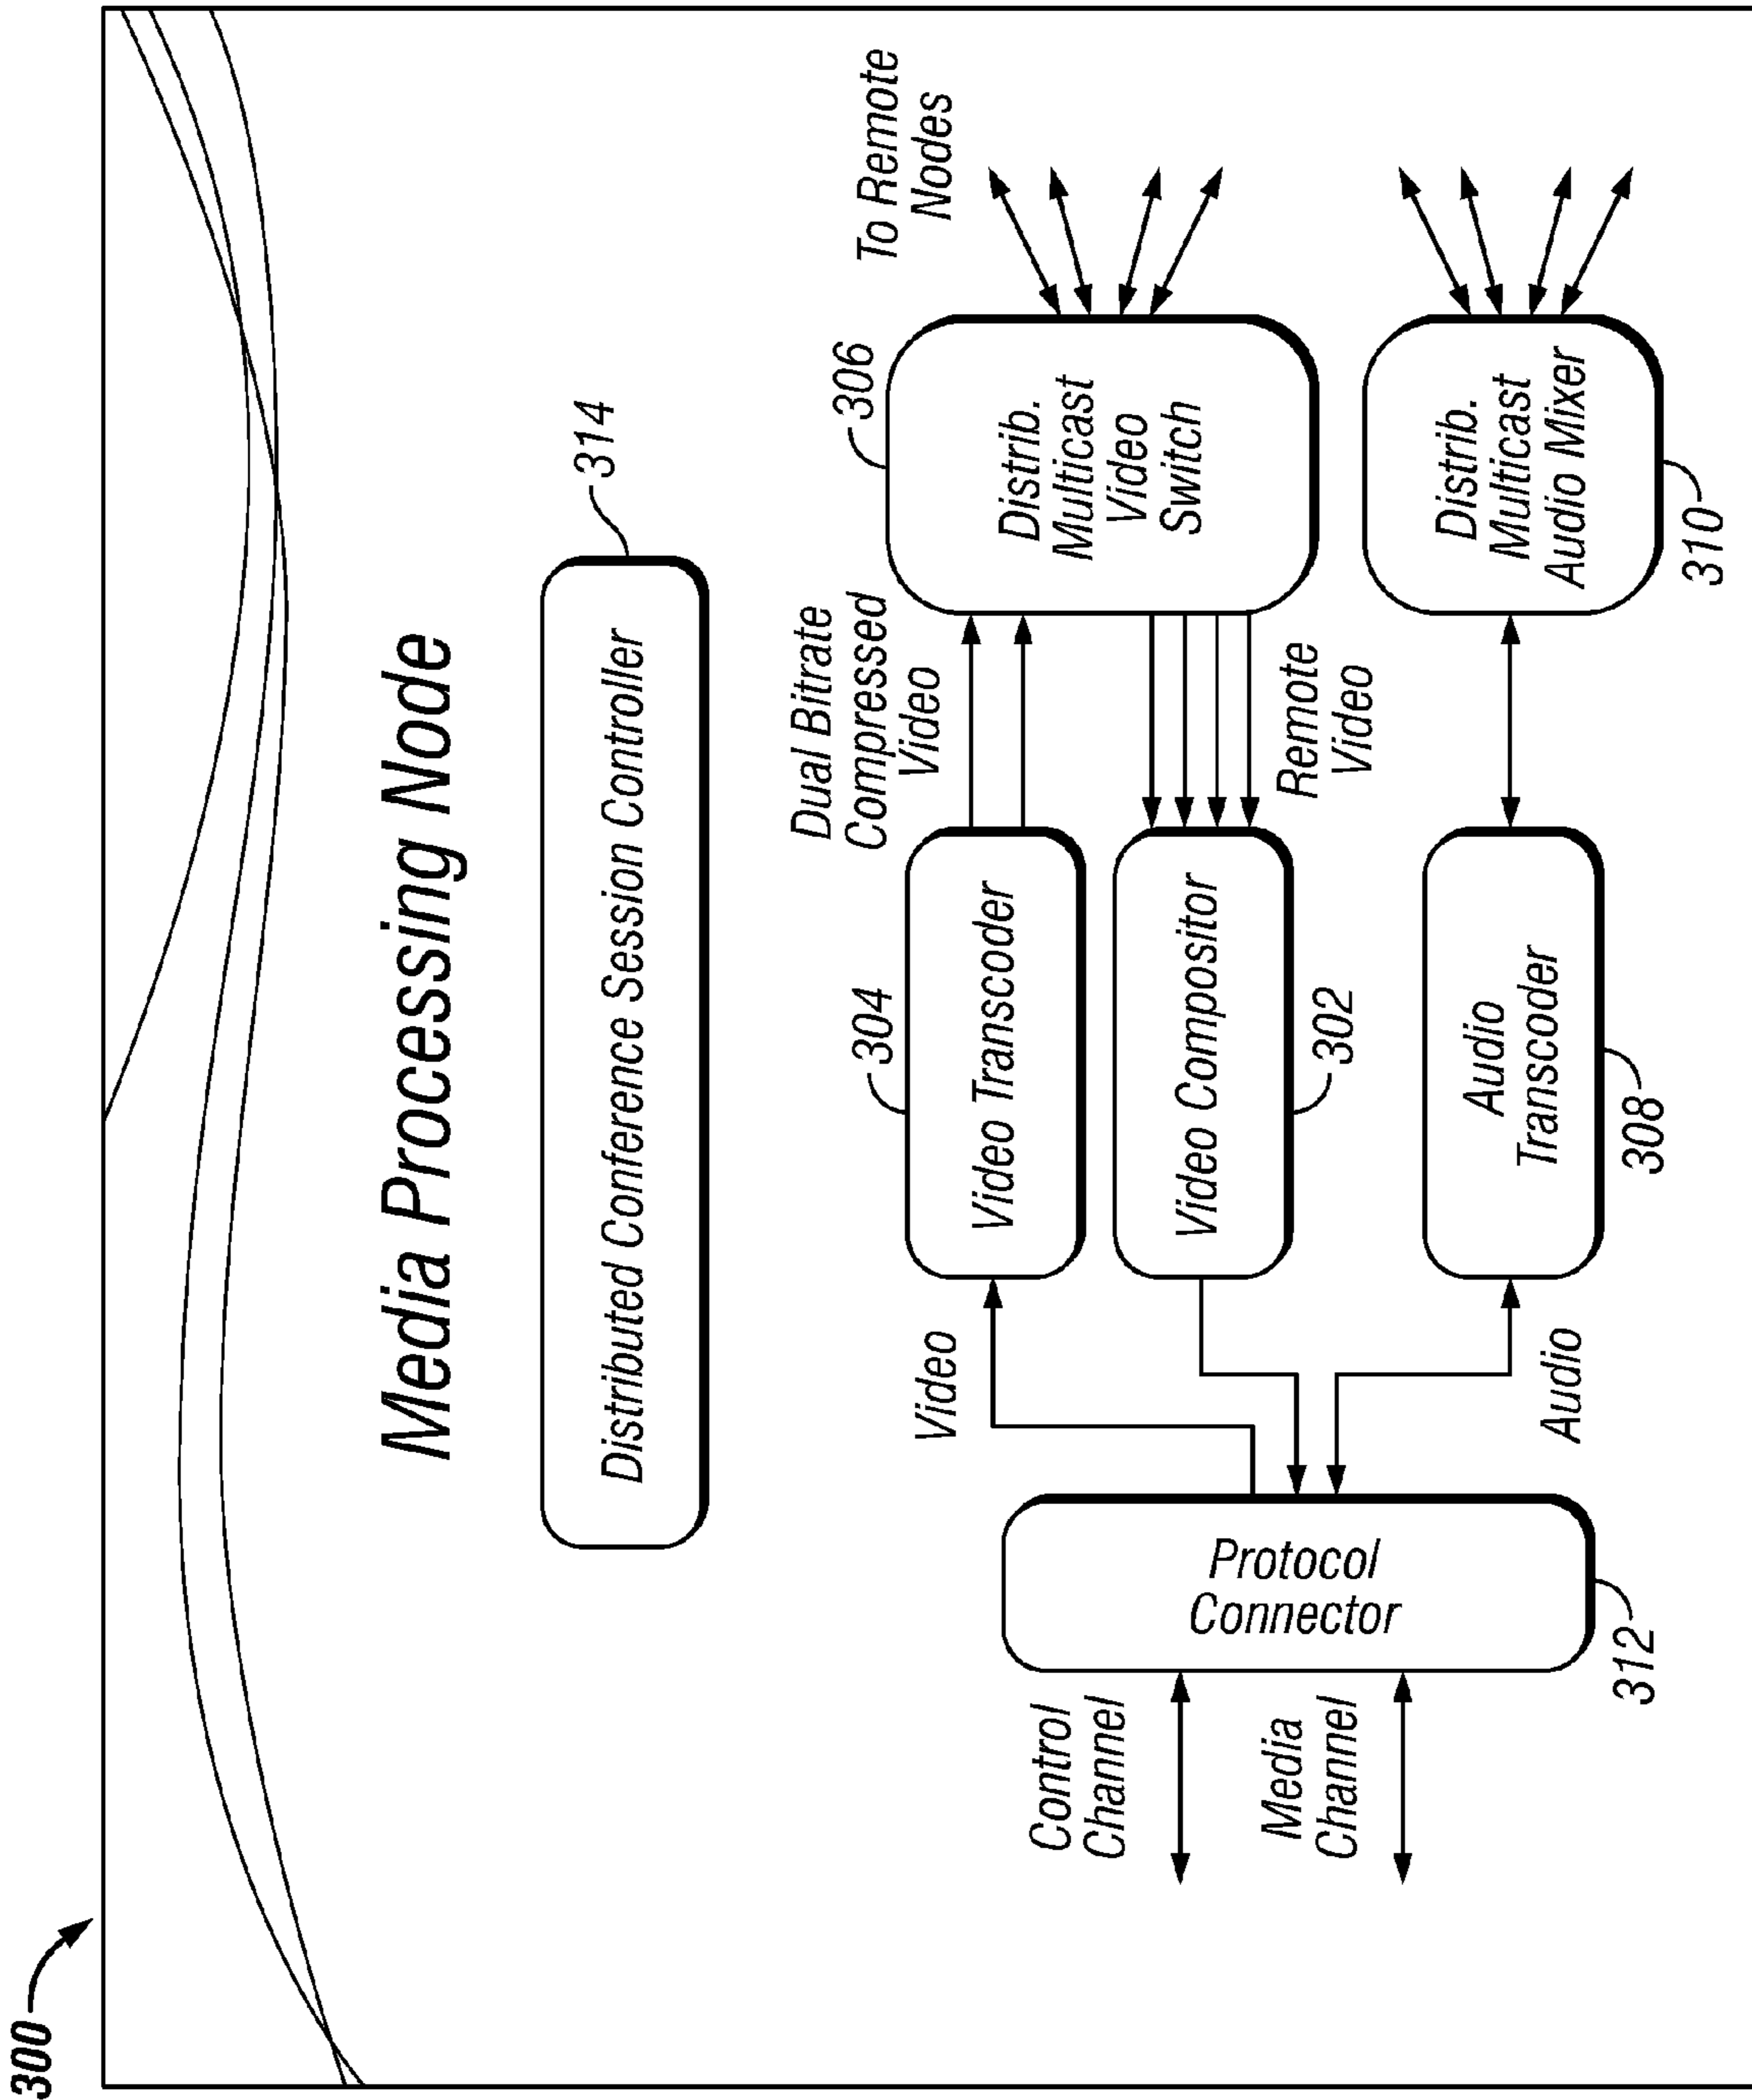 300
Media Processing Node
Distributed Conference Session Controller
314
Dual Bitrate
Compressed
Video
306
To Remote
Nodes
304
Video
Video Transcoder
Distrib.
Multicast
Video
Switch
Control
Channel
Protocol
Connector
Video Compositor
302
Remote
Video
Media
Channel
312
Audio
Audio
Transcoder
308
Distrib.
Multicast
Audio Mixer
310